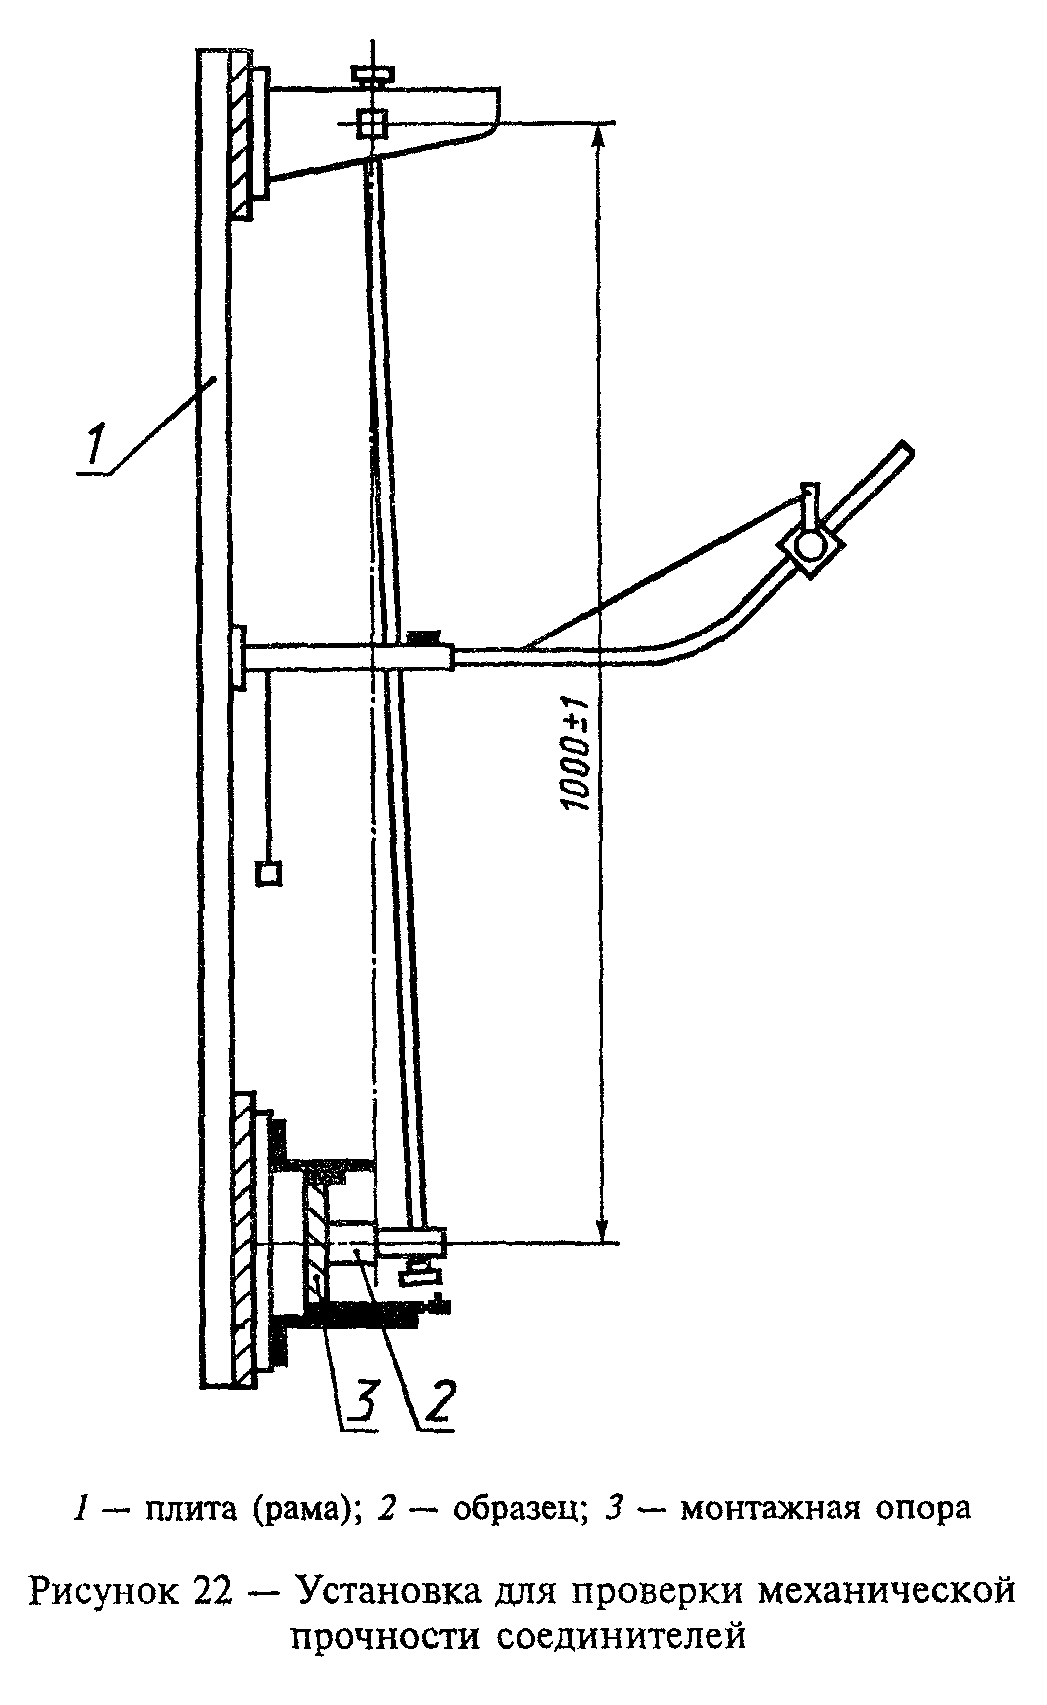 1
1000±1
3
2
1 — плита (рама); 2 — образец; 3 — монтажная опора
Рисунок 22 — Установка для проверки механической
прочности соединителей